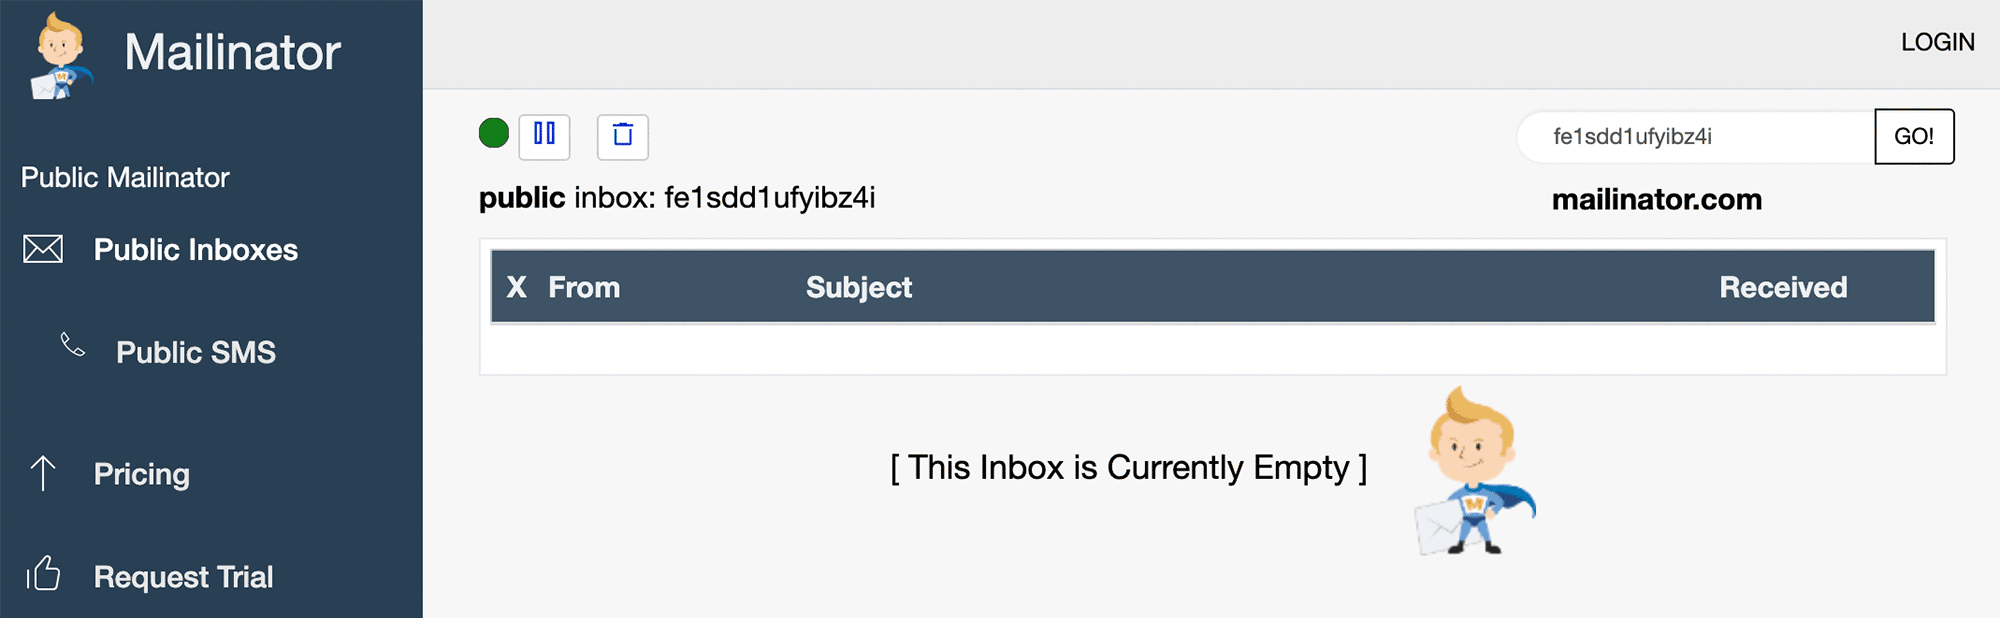 Mailinator
LOGIN
Public Mailinator
Public Inboxes
Public SMS
Pricing
Request Trial
fe1sdd1ufyibz4i GO!
public inbox: fe1sdd1ufyibz4i
mailinator.com
X From Subject Received
[ This Inbox is Currently Empty ]
M